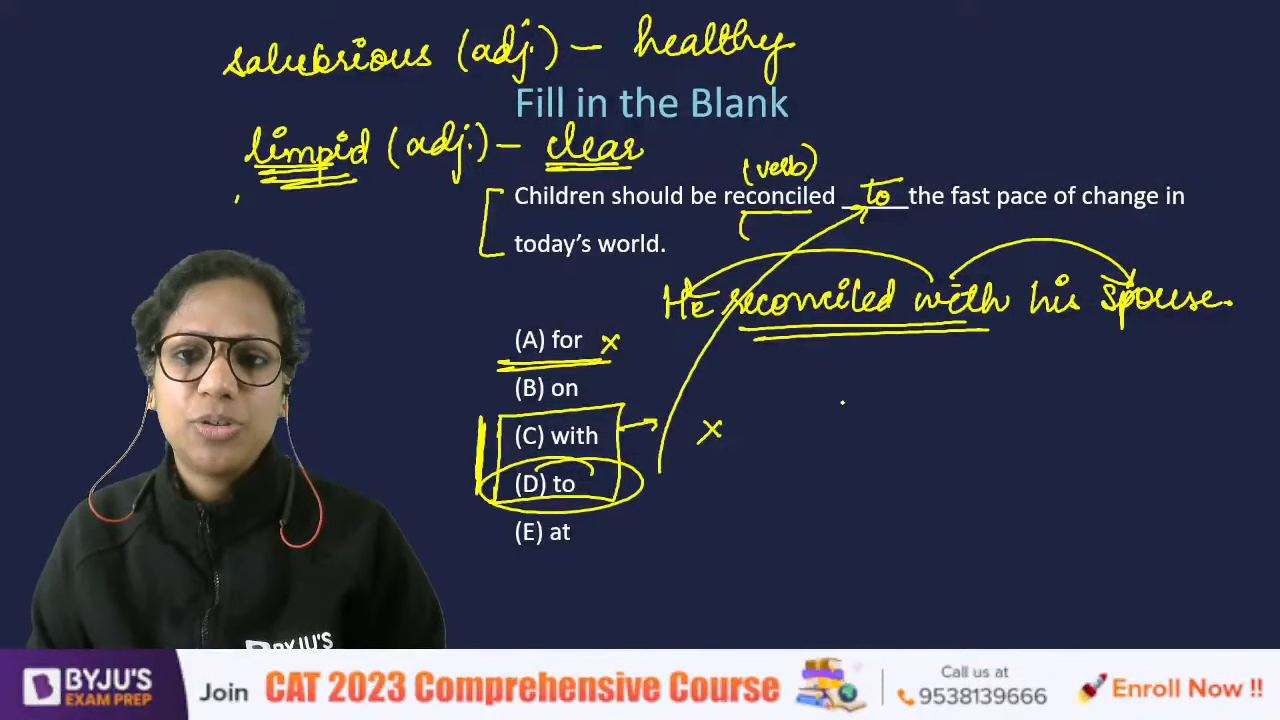 salubrious (adj.) – healthy
Fill in the Blank
limpid (adj.) – clear
(verb)
Children should be reconciled to the fast pace of change in
today's world.
He reconciled with his spouse.
(A) for x
(B) on
(C) with x
(D) to
(E) at
BYJU'S
BYJU'S
EXAM PREP
Join CAT 2023 Comprehensive Course
Call us at
9538139666
Enroll Now !!